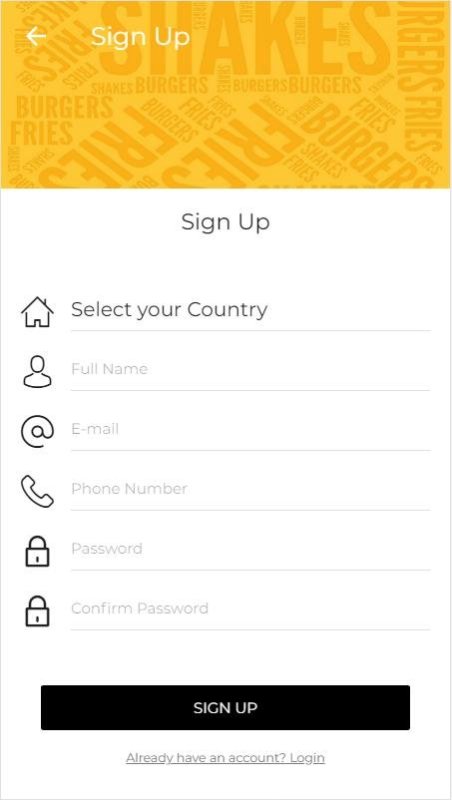 SHAKES
Sign Up
SHAKES BURGERS SHAKES BURGERS BURGERS
BURGERS
FRIES
FRIES
BURGERS
SHAKES
FRIES
BURGERS
FRIES
Sign Up
Select your Country
Full Name
E-mail
Phone Number
Password
Confirm Password
SIGN UP
Already have an account? Login